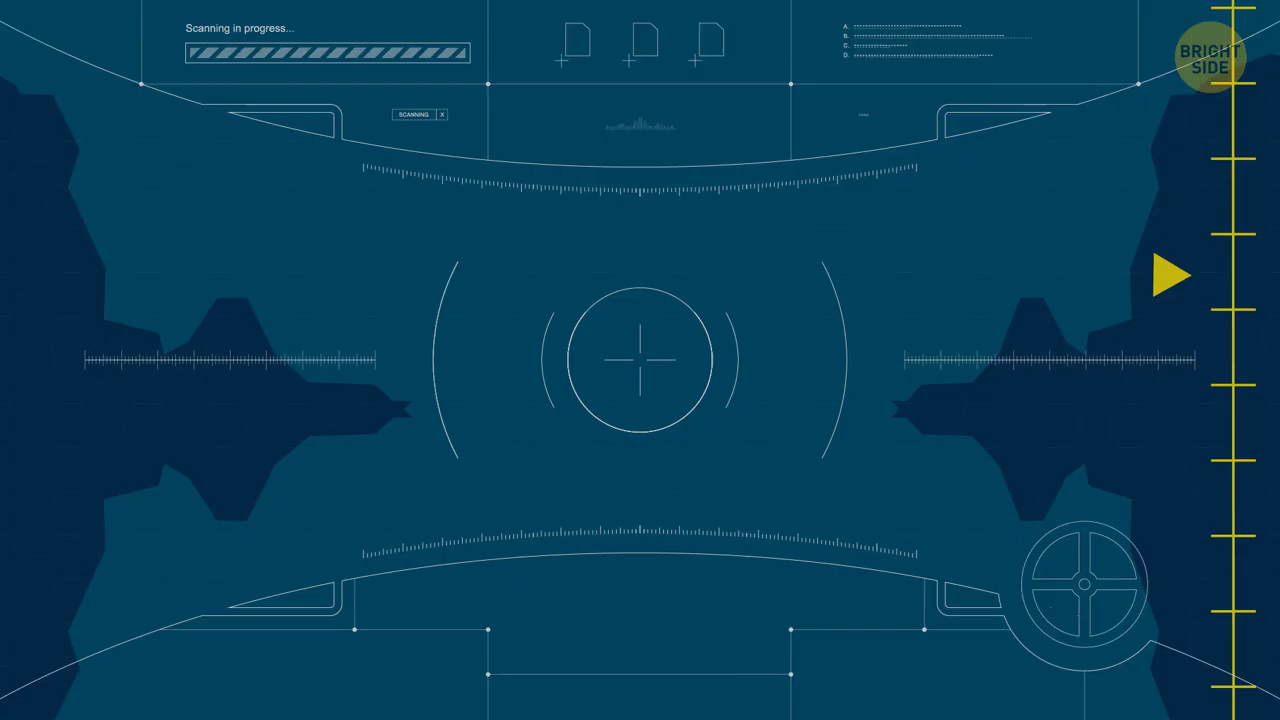 Scanning in progress...
A.
B.
C.
D.
BRIGHT
SIDE
SCANNING X